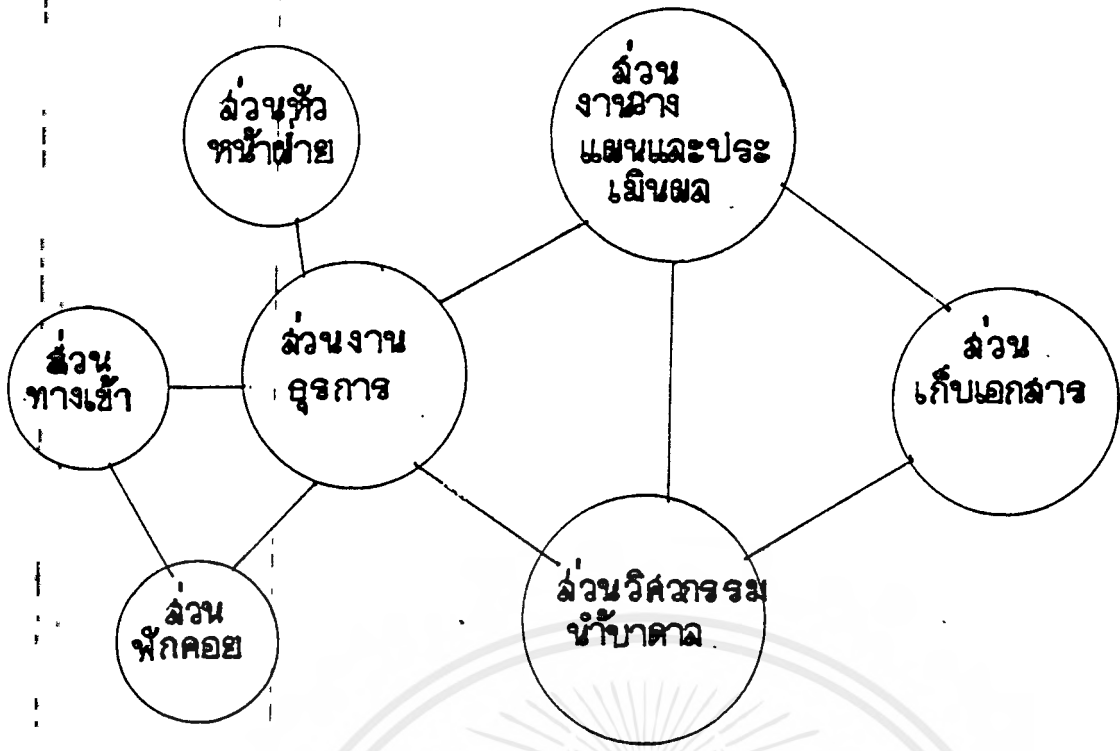 ส่วนหัว
หน้าฝ่าย
ส่วน
งานวาง
แผนและประ
เมินผล
ส่วนงาน
ธุรการ
ส่วน
ทางเข้า
ส่วน
เก็บเอกสาร
ส่วน
พักคอย
ส่วนวิศวกรรม
น้ำบาดาล